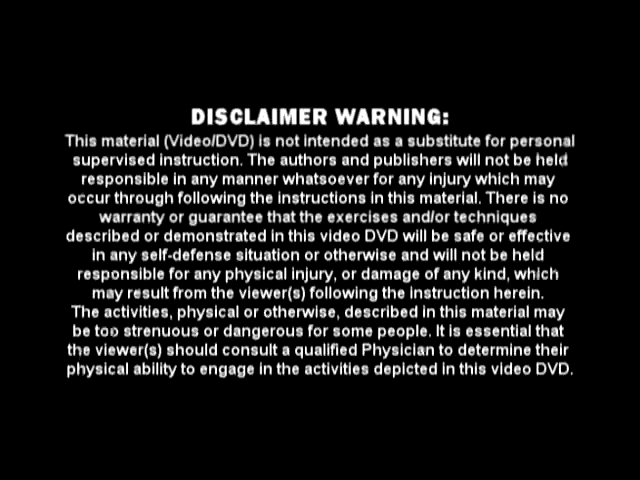 DISCLAIMER WARNING:
This material (Video/DVD) is not intended as a substitute for personal
supervised instruction. The authors and publishers will not be held
responsible in any manner whatsoever for any injury which may
occur through following the instructions in this material. There is no
warranty or guarantee that the exercises and/or techniques
described or demonstrated in this video DVD will be safe or effective
in any self-defense situation or otherwise and will not be held
responsible for any physical injury, or damage of any kind, which
may result from the viewer(s) following the instruction herein.
The activities, physical or otherwise, described in this material may
be too strenuous or dangerous for some people. It is essential that
the viewer(s) should consult a qualified Physician to determine their
physical ability to engage in the activities depicted in this video DVD.